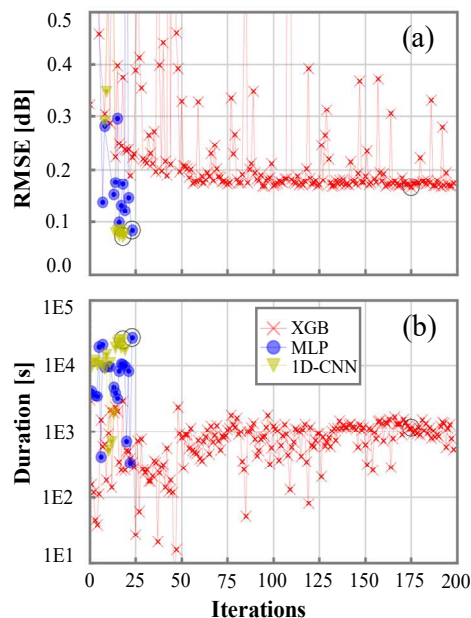 0.5
(a)
0.4
0.3
0.2
0.1
0.0
RMSE [dB]
1E5
(b)
XGB
MLP
1D-CNN
1E4
1E3
1E2
1E1
Duration [s]
0 25 50 75 100 125 150 175 200
Iterations